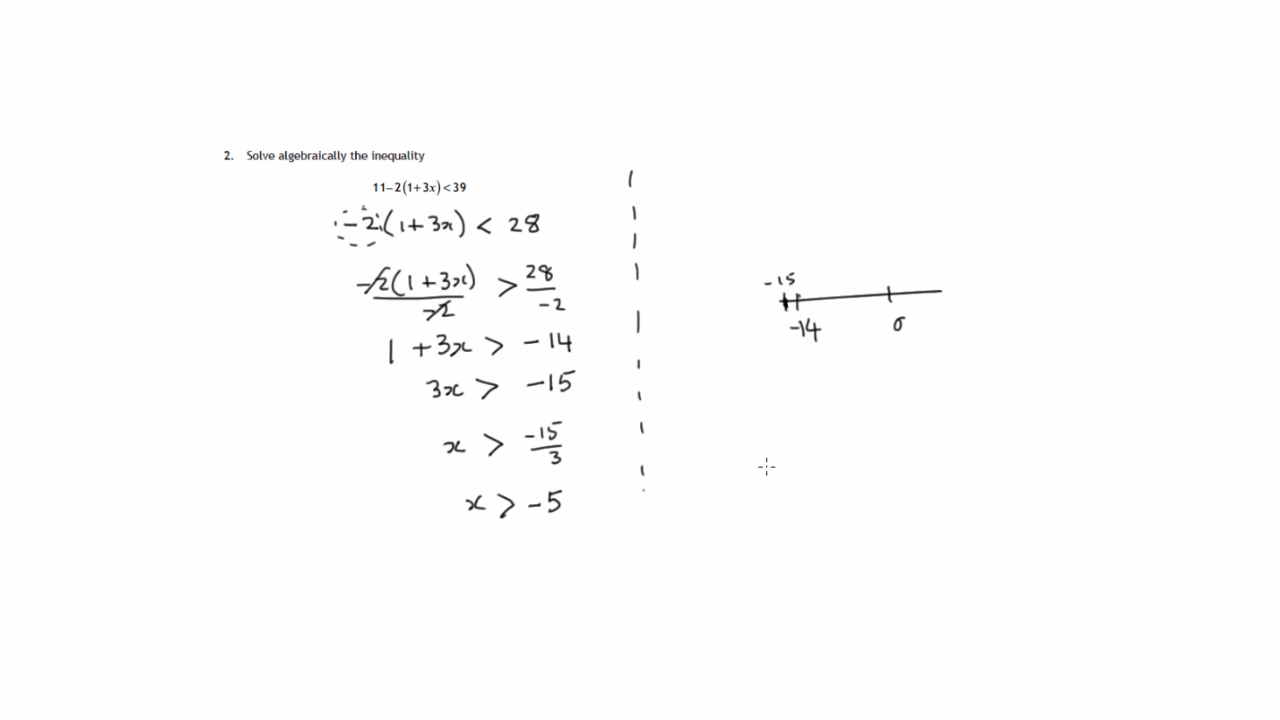 2. Solve algebraically the inequality
11-2(1+3x)<39
-2(1+3x) < 28
-2(1+3x)/-2 > 28/-2
1 +3x > -14
3x > -15
x > -15/3
x > -5
-15
-14 0